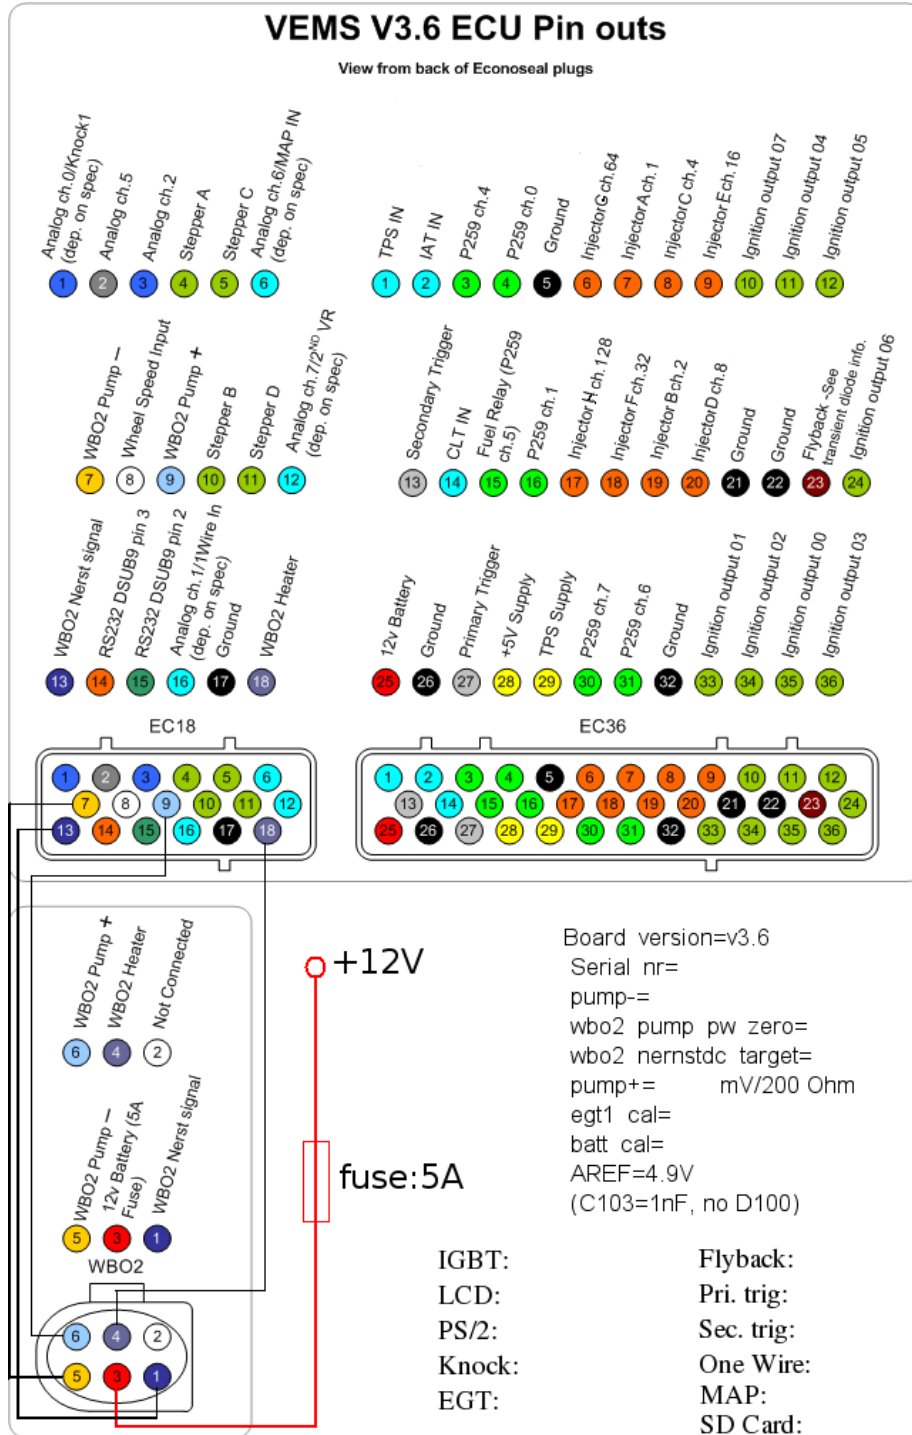 VEMS V3.6 ECU Pin outs
View from back of Econoseal plugs
Analog ch.0/Knock1
(dep. on spec)
Analog ch.5
Analog ch.2
Stepper A
Stepper C
Analog ch.6/MAP IN
(dep. on spec)
TPS IN
IAT IN
P259 ch.4
P259 ch.0
Ground
InjectorG ch.64
InjectorA ch.1
InjectorC ch.4
InjectorE ch.16
Ignition output 07
Ignition output 04
Ignition output 05
1 2 3 4 5 6
1 2 3 4 5 6 7 8 9 10 11 12
WBO2 Pump –
Wheel Speed Input
WBO2 Pump +
Stepper B
Stepper D
Analog ch.7/2ND VR
(dep. on spec)
Secondary Trigger
CLT IN
Fuel Relay (P259
ch.5)
P259 ch.1
InjectorH ch.128
InjectorF ch.32
InjectorB ch.2
InjectorD ch.8
Ground
Ground
Flyback -See
transient diode info.
Ignition output 06
7 8 9 10 11 12
13 14 15 16 17 18 19 20 21 22 23 24
WBO2 Nerst signal
RS232 DSUB9 pin 3
RS232 DSUB9 pin 2
Analog ch.1/1Wire In
(dep. on spec)
Ground
WBO2 Heater
12v Battery
Ground
Primary Trigger
+5V Supply
TPS Supply
P259 ch.7
P259 ch.6
Ground
Ignition output 01
Ignition output 02
Ignition output 00
Ignition output 03
13 14 15 16 17 18
25 26 27 28 29 30 31 32 33 34 35 36
EC18
EC36
1 2 3 4 5 6
7 8 9 10 11 12
13 14 15 16 17 18
1 2 3 4 5 6 7 8 9 10 11 12
13 14 15 16 17 18 19 20 21 22 23 24
25 26 27 28 29 30 31 32 33 34 35 36
WBO2 Pump +
WBO2 Heater
Not Connected
6 4 2
WBO2 Pump –
12v Battery (5A
Fuse)
WBO2 Nerst signal
5 3 1
WBO2
6 4 2
5 3 1
+12V
fuse:5A
Board version=v3.6
Serial nr=
pump-=
wbo2 pump pw zero=
wbo2 nernstdc target=
pump+= mV/200 Ohm
egt1 cal=
batt cal=
AREF=4.9V
(C103=1nF, no D100)
IGBT:
LCD:
PS/2:
Knock:
EGT:
Flyback:
Pri. trig:
Sec. trig:
One Wire:
MAP:
SD Card: